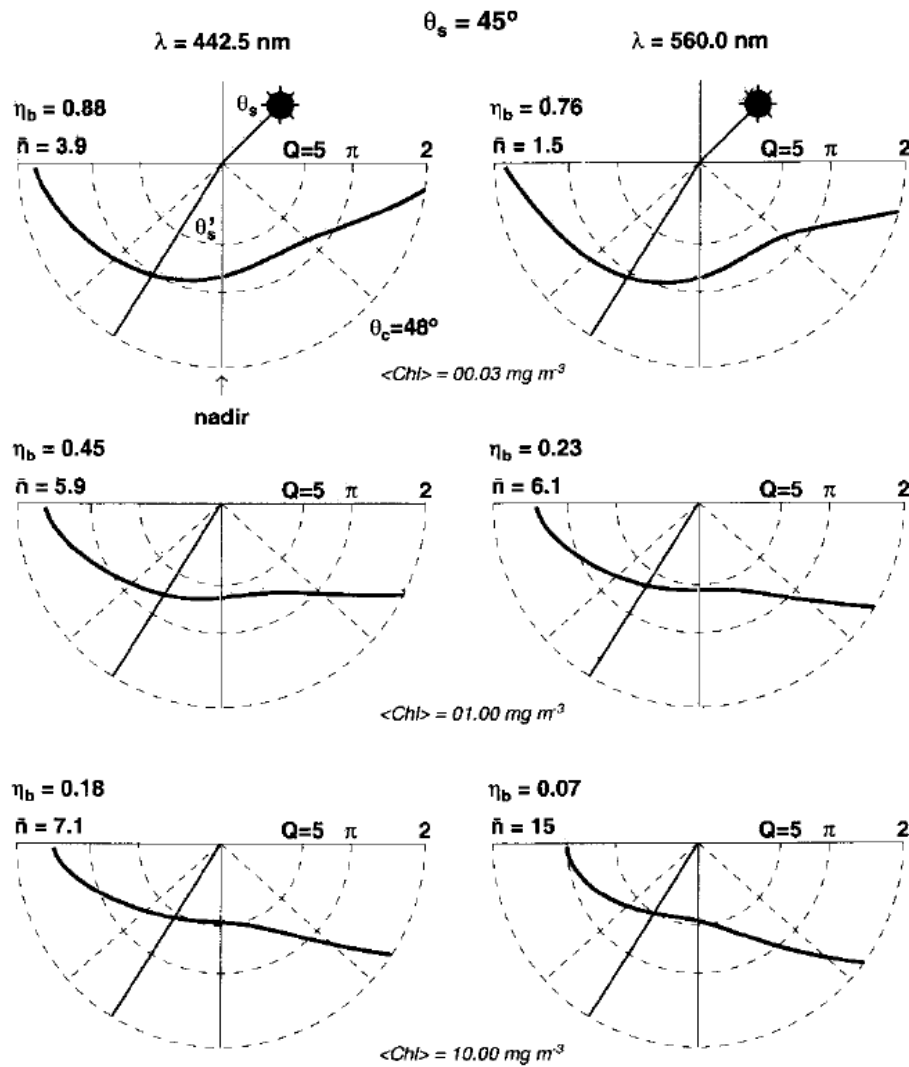 θs = 45°
λ = 442.5 nm
λ = 560.0 nm
ηb = 0.88
n̄ = 3.9
θs
Q=5 π 2
θs'
θc=48°
nadir
ηb = 0.76
n̄ = 1.5
Q=5 π 2
<Chl> = 00.03 mg m-3
ηb = 0.45
n̄ = 5.9
Q=5 π 2
ηb = 0.23
n̄ = 6.1
Q=5 π 2
<Chl> = 01.00 mg m-3
ηb = 0.18
n̄ = 7.1
Q=5 π 2
ηb = 0.07
n̄ = 15
Q=5 π 2
<Chl> = 10.00 mg m-3